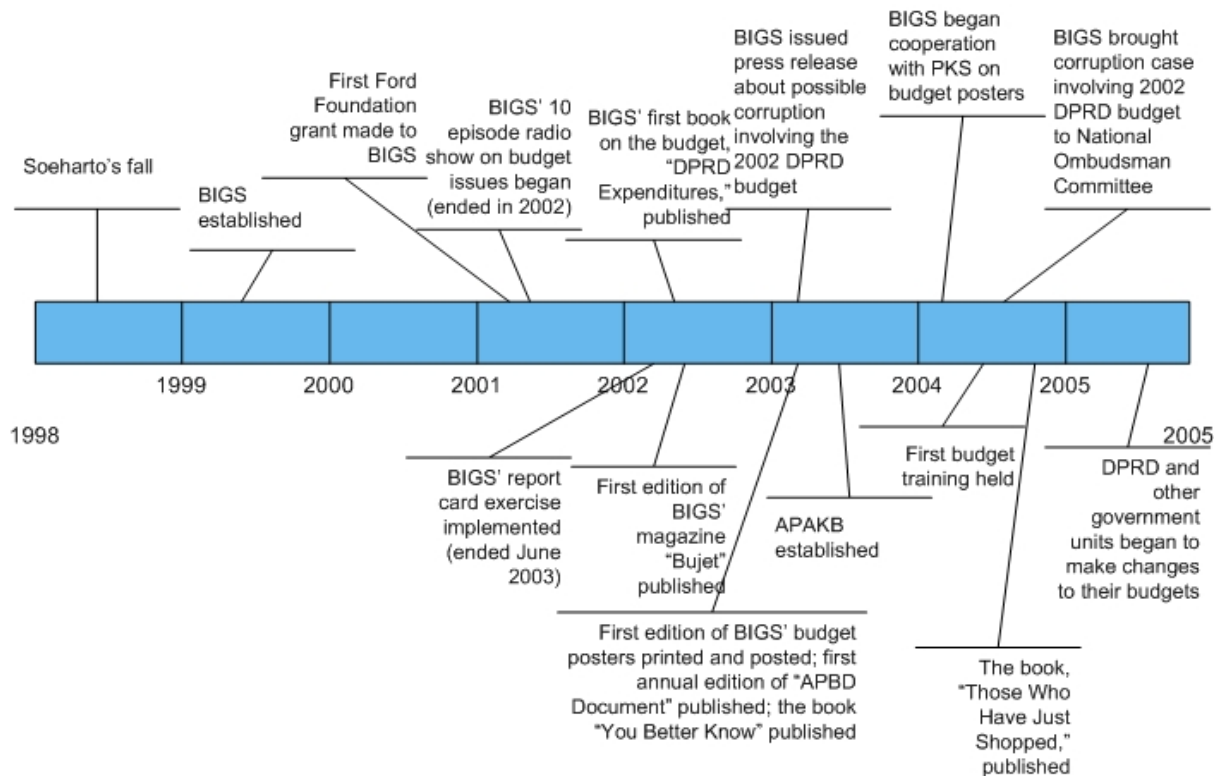 Soeharto’s fall
BIGS
established
First Ford
Foundation
grant made to
BIGS
BIGS’ 10
episode radio
show on budget
issues began
(ended in 2002)
BIGS’ first book
on the budget,
“DPRD
Expenditures,”
published
BIGS issued
press release
about possible
corruption
involving the
2002 DPRD
budget
BIGS began
cooperation
with PKS on
budget posters
BIGS brought
corruption case
involving 2002
DPRD budget
to National
Ombudsman
Committee
1999
2000
2001
2002
2003
2004
2005
1998
2005
BIGS’ report
card exercise
implemented
(ended June
2003)
First edition of
BIGS’
magazine
“Bujet”
published
First edition of BIGS’ budget
posters printed and posted; first
annual edition of “APBD
Document” published; the book
“You Better Know” published
APAKB
established
First budget
training held
The book,
“Those Who
Have Just
Shopped,”
published
DPRD and
other
government
units began to
make changes
to their budgets